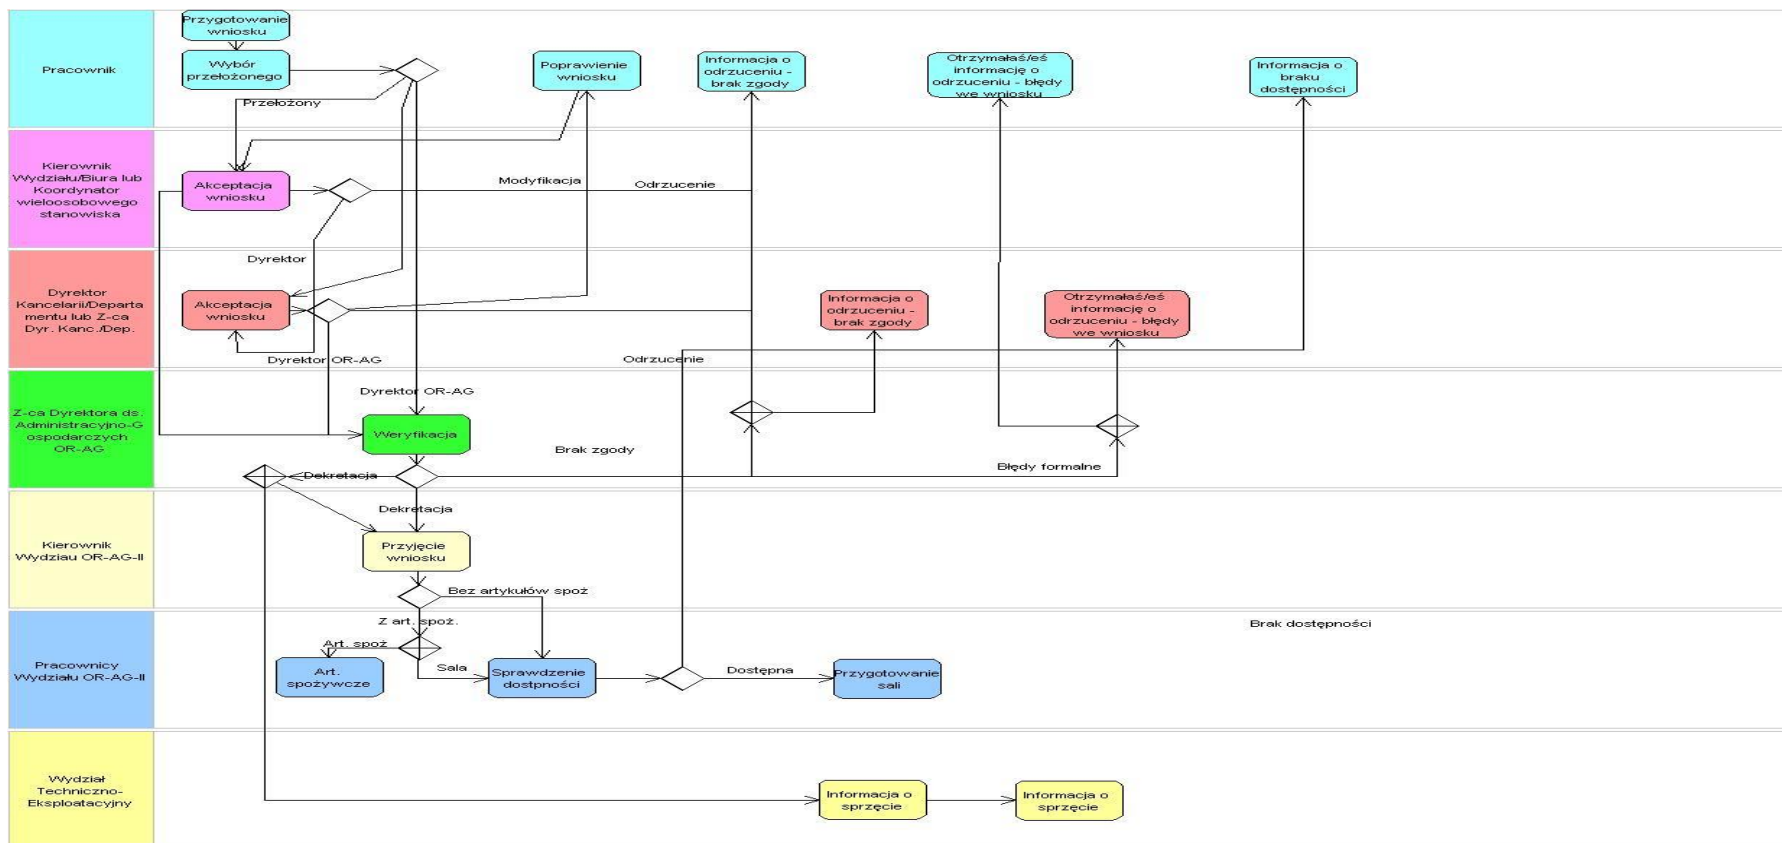 Pracownik
Przygotowanie
wniosku
Wybór
przełożonego
Przełożony
Poprawienie
wniosku
Informacja o
odrzuceniu -
brak zgody
Otrzymałaś/eś
informację o
odrzuceniu - błędy
we wniosku
Informacja o
braku
dostępności
Kierownik
Wydziału/Biura lub
Koordynator
wieloosobowego
stanowiska
Akceptacja
wniosku
Modyfikacja
Odrzucenie
Dyrektor
Dyrektor
Kancelarii/Departa
mentu lub Z-ca
Dyr. Kanc./Dep.
Akceptacja
wniosku
Informacja o
odrzuceniu -
brak zgody
Otrzymałaś/eś
informację o
odrzuceniu - błędy
we wniosku
Dyrektor OR-AG
Odrzucenie
Dyrektor OR-AG
Z-ca Dyrektora ds.
Administracyjno-G
ospodarczych
OR-AG
Weryfikacja
Brak zgody
Błędy formalne
Dekretacja
Dekretacja
Kierownik
Wydziau OR-AG-II
Przyjęcie
wniosku
Bez artykułów spoż
Z art. spoż.
Brak dostępności
Art. spoż
Pracownicy
Wydziału OR-AG-II
Art.
spożywcze
Sala
Sprawdzenie
dostpności
Dostępna
Przygotowanie
sali
Wydział
Techniczno-
Eksploatacyjny
Informacja o
sprzęcie
Informacja o
sprzęcie